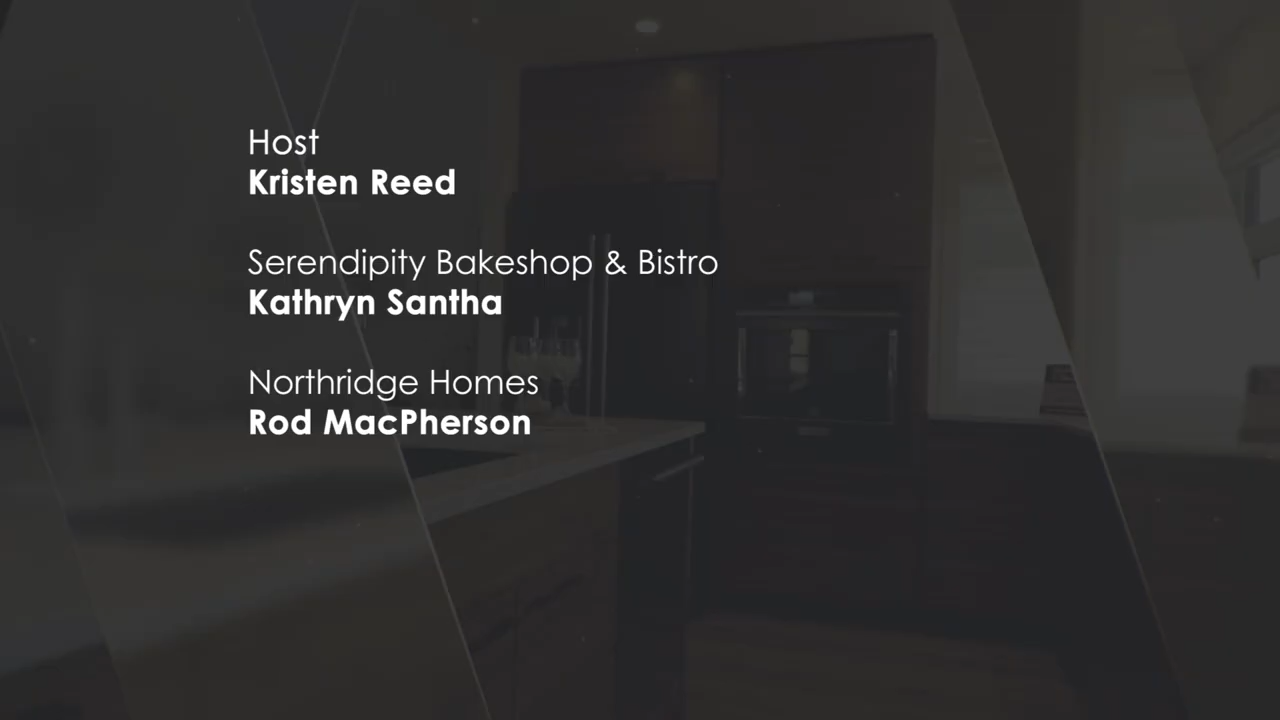 Host
Kristen Reed
Serendipity Bakeshop & Bistro
Kathryn Santha
Northridge Homes
Rod MacPherson